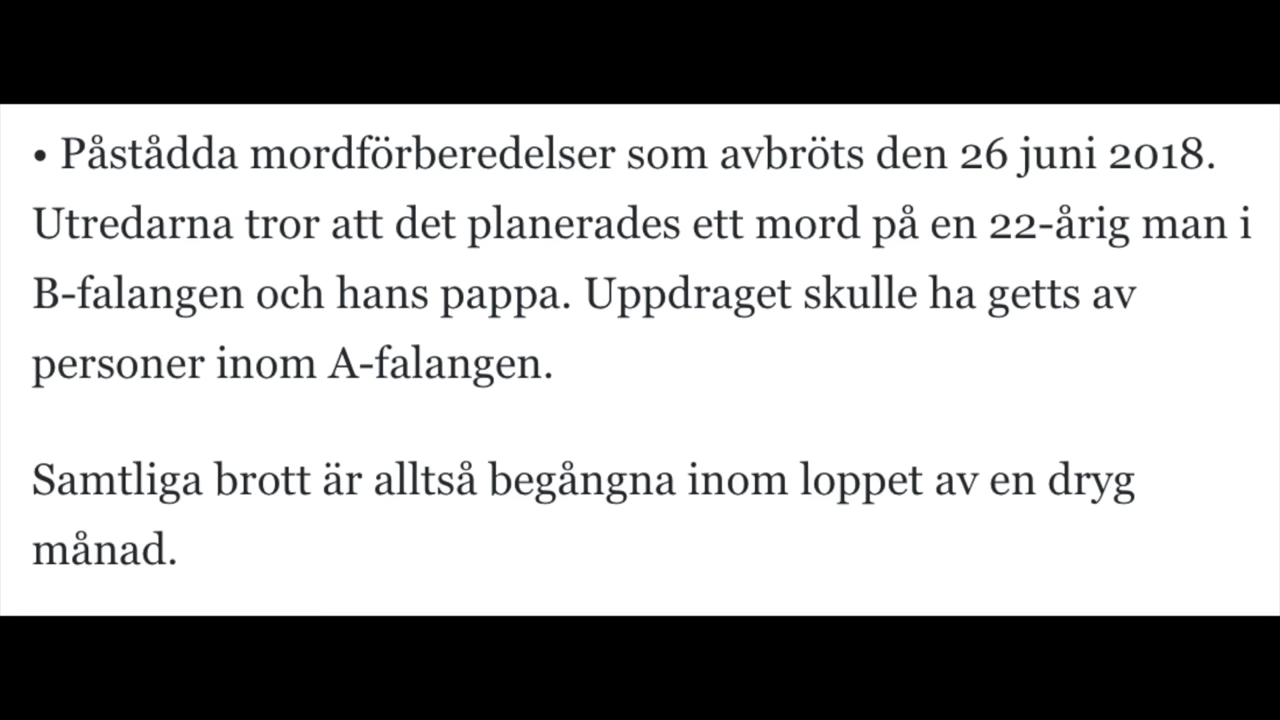 • Påstådda mordförberedelser som avbröts den 26 juni 2018.
Utredarna tror att det planerades ett mord på en 22-årig man i
B-falangen och hans pappa. Uppdraget skulle ha getts av
personer inom A-falangen.
Samtliga brott är alltså begångna inom loppet av en dryg
månad.